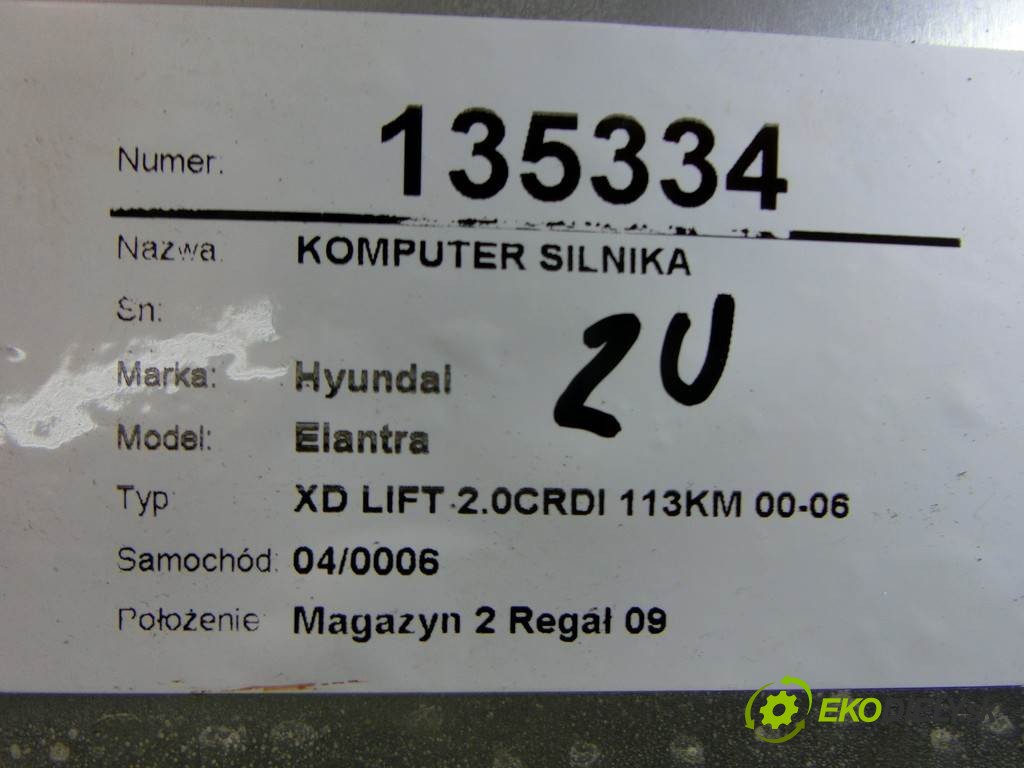 Numer: 135334
Nazwa: KOMPUTER SILNIKA
Sn:
2U
Marka: Hyundai
Model: Elantra
Typ XD LIFT 2.0CRDI 113KM 00-06
Samochód: 04/0006
Położenie: Magazyn 2 Regał 09
EKO